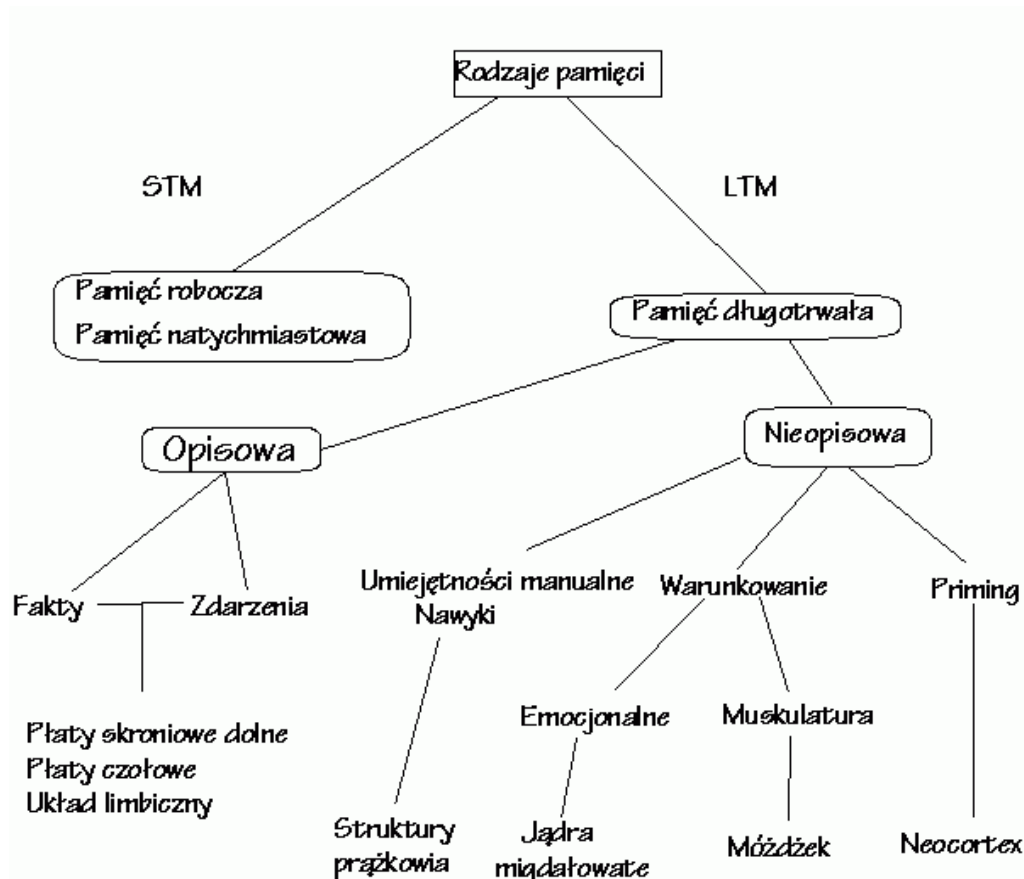 Rodzaje pamięci
STM
LTM
Pamięć robocza
Pamięć natychmiastowa
Pamięć długotrwała
Opisowa
Nieopisowa
Fakty
Zdarzenia
Umiejętności manualne
Nawyki
Warunkowanie
Priming
Płaty skroniowe dolne
Płaty czołowe
Układ limbiczny
Emocjonalne
Muskulatura
Struktury
prążkowia
Jądra
migdałowate
Móżdżek
Neocortex